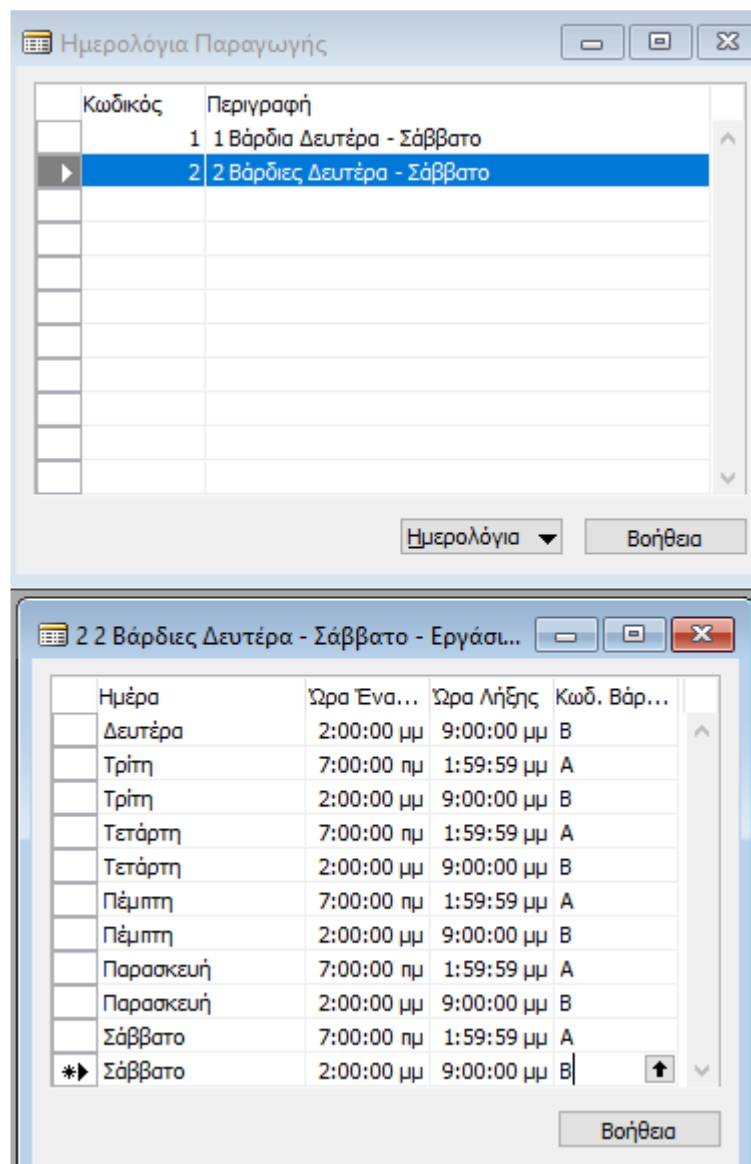 Ημερολόγια Παραγωγής
Κωδικός Περιγραφή
1 1 Βάρδια Δευτέρα - Σάββατο
2 2 Βάρδιες Δευτέρα - Σάββατο
Ημερολόγια Βοήθεια
2 2 Βάρδιες Δευτέρα - Σάββατο - Εργάσι...
Ημέρα Ώρα Ένα... Ώρα Λήξης Κωδ. Βάρ...
Δευτέρα 2:00:00 μμ 9:00:00 μμ B
Τρίτη 7:00:00 πμ 1:59:59 μμ A
Τρίτη 2:00:00 μμ 9:00:00 μμ B
Τετάρτη 7:00:00 πμ 1:59:59 μμ A
Τετάρτη 2:00:00 μμ 9:00:00 μμ B
Πέμπτη 7:00:00 πμ 1:59:59 μμ A
Πέμπτη 2:00:00 μμ 9:00:00 μμ B
Παρασκευή 7:00:00 πμ 1:59:59 μμ A
Παρασκευή 2:00:00 μμ 9:00:00 μμ B
Σάββατο 7:00:00 πμ 1:59:59 μμ A
Σάββατο 2:00:00 μμ 9:00:00 μμ B
Βοήθεια